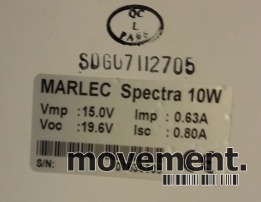 QC
L
PASS
SDG07112705
MARLEC Spectra 10W
Vmp :15.0V Imp :0.63A
Voc :19.6V Isc :0.80A
S/N:
movement.